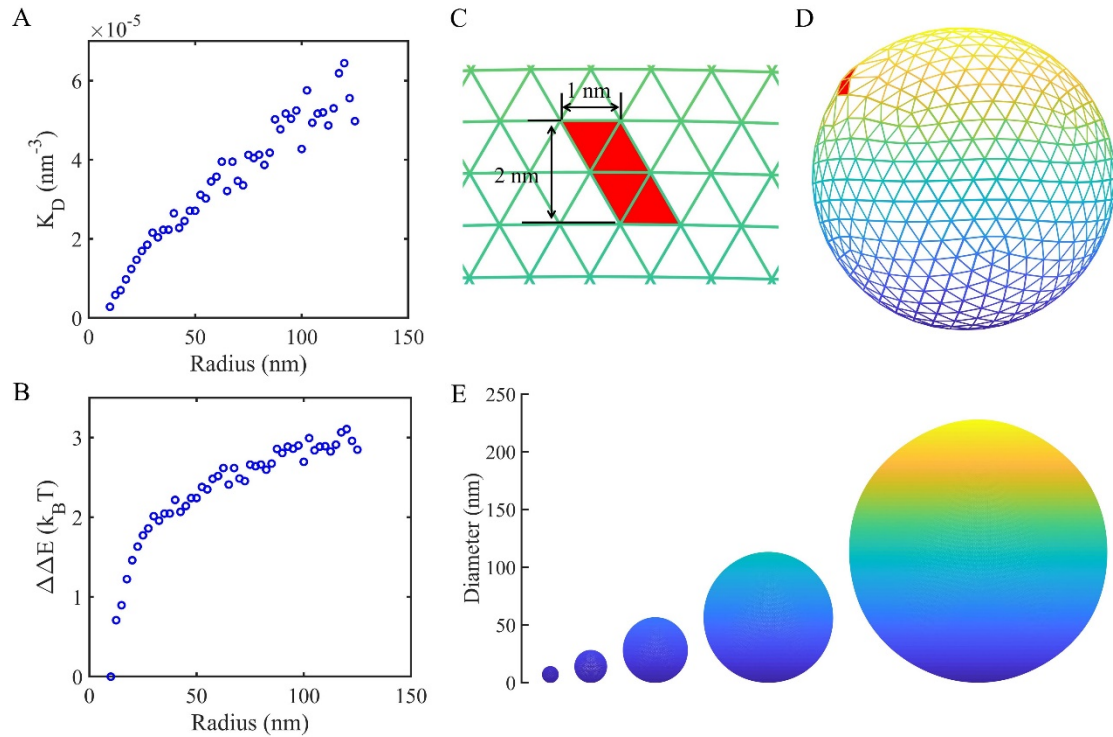 A
×10⁻⁵
6
4
2
0
K_D (nm⁻³)
0
50
100
150
Radius (nm)
B
3
2
1
0
ΔΔE (k_BT)
0
50
100
150
Radius (nm)
C
1 nm
2 nm
D
E
250
200
150
100
50
0
Diameter (nm)